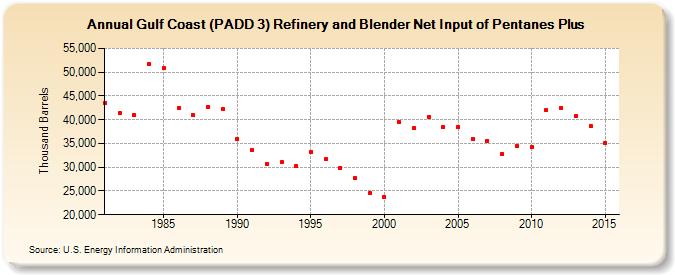 Annual Gulf Coast (PADD 3) Refinery and Blender Net Input of Pentanes Plus
Thousand Barrels
55,000
50,000
45,000
40,000
35,000
30,000
25,000
20,000
1985 1990 1995 2000 2005 2010 2015
Source: U.S. Energy Information Administration